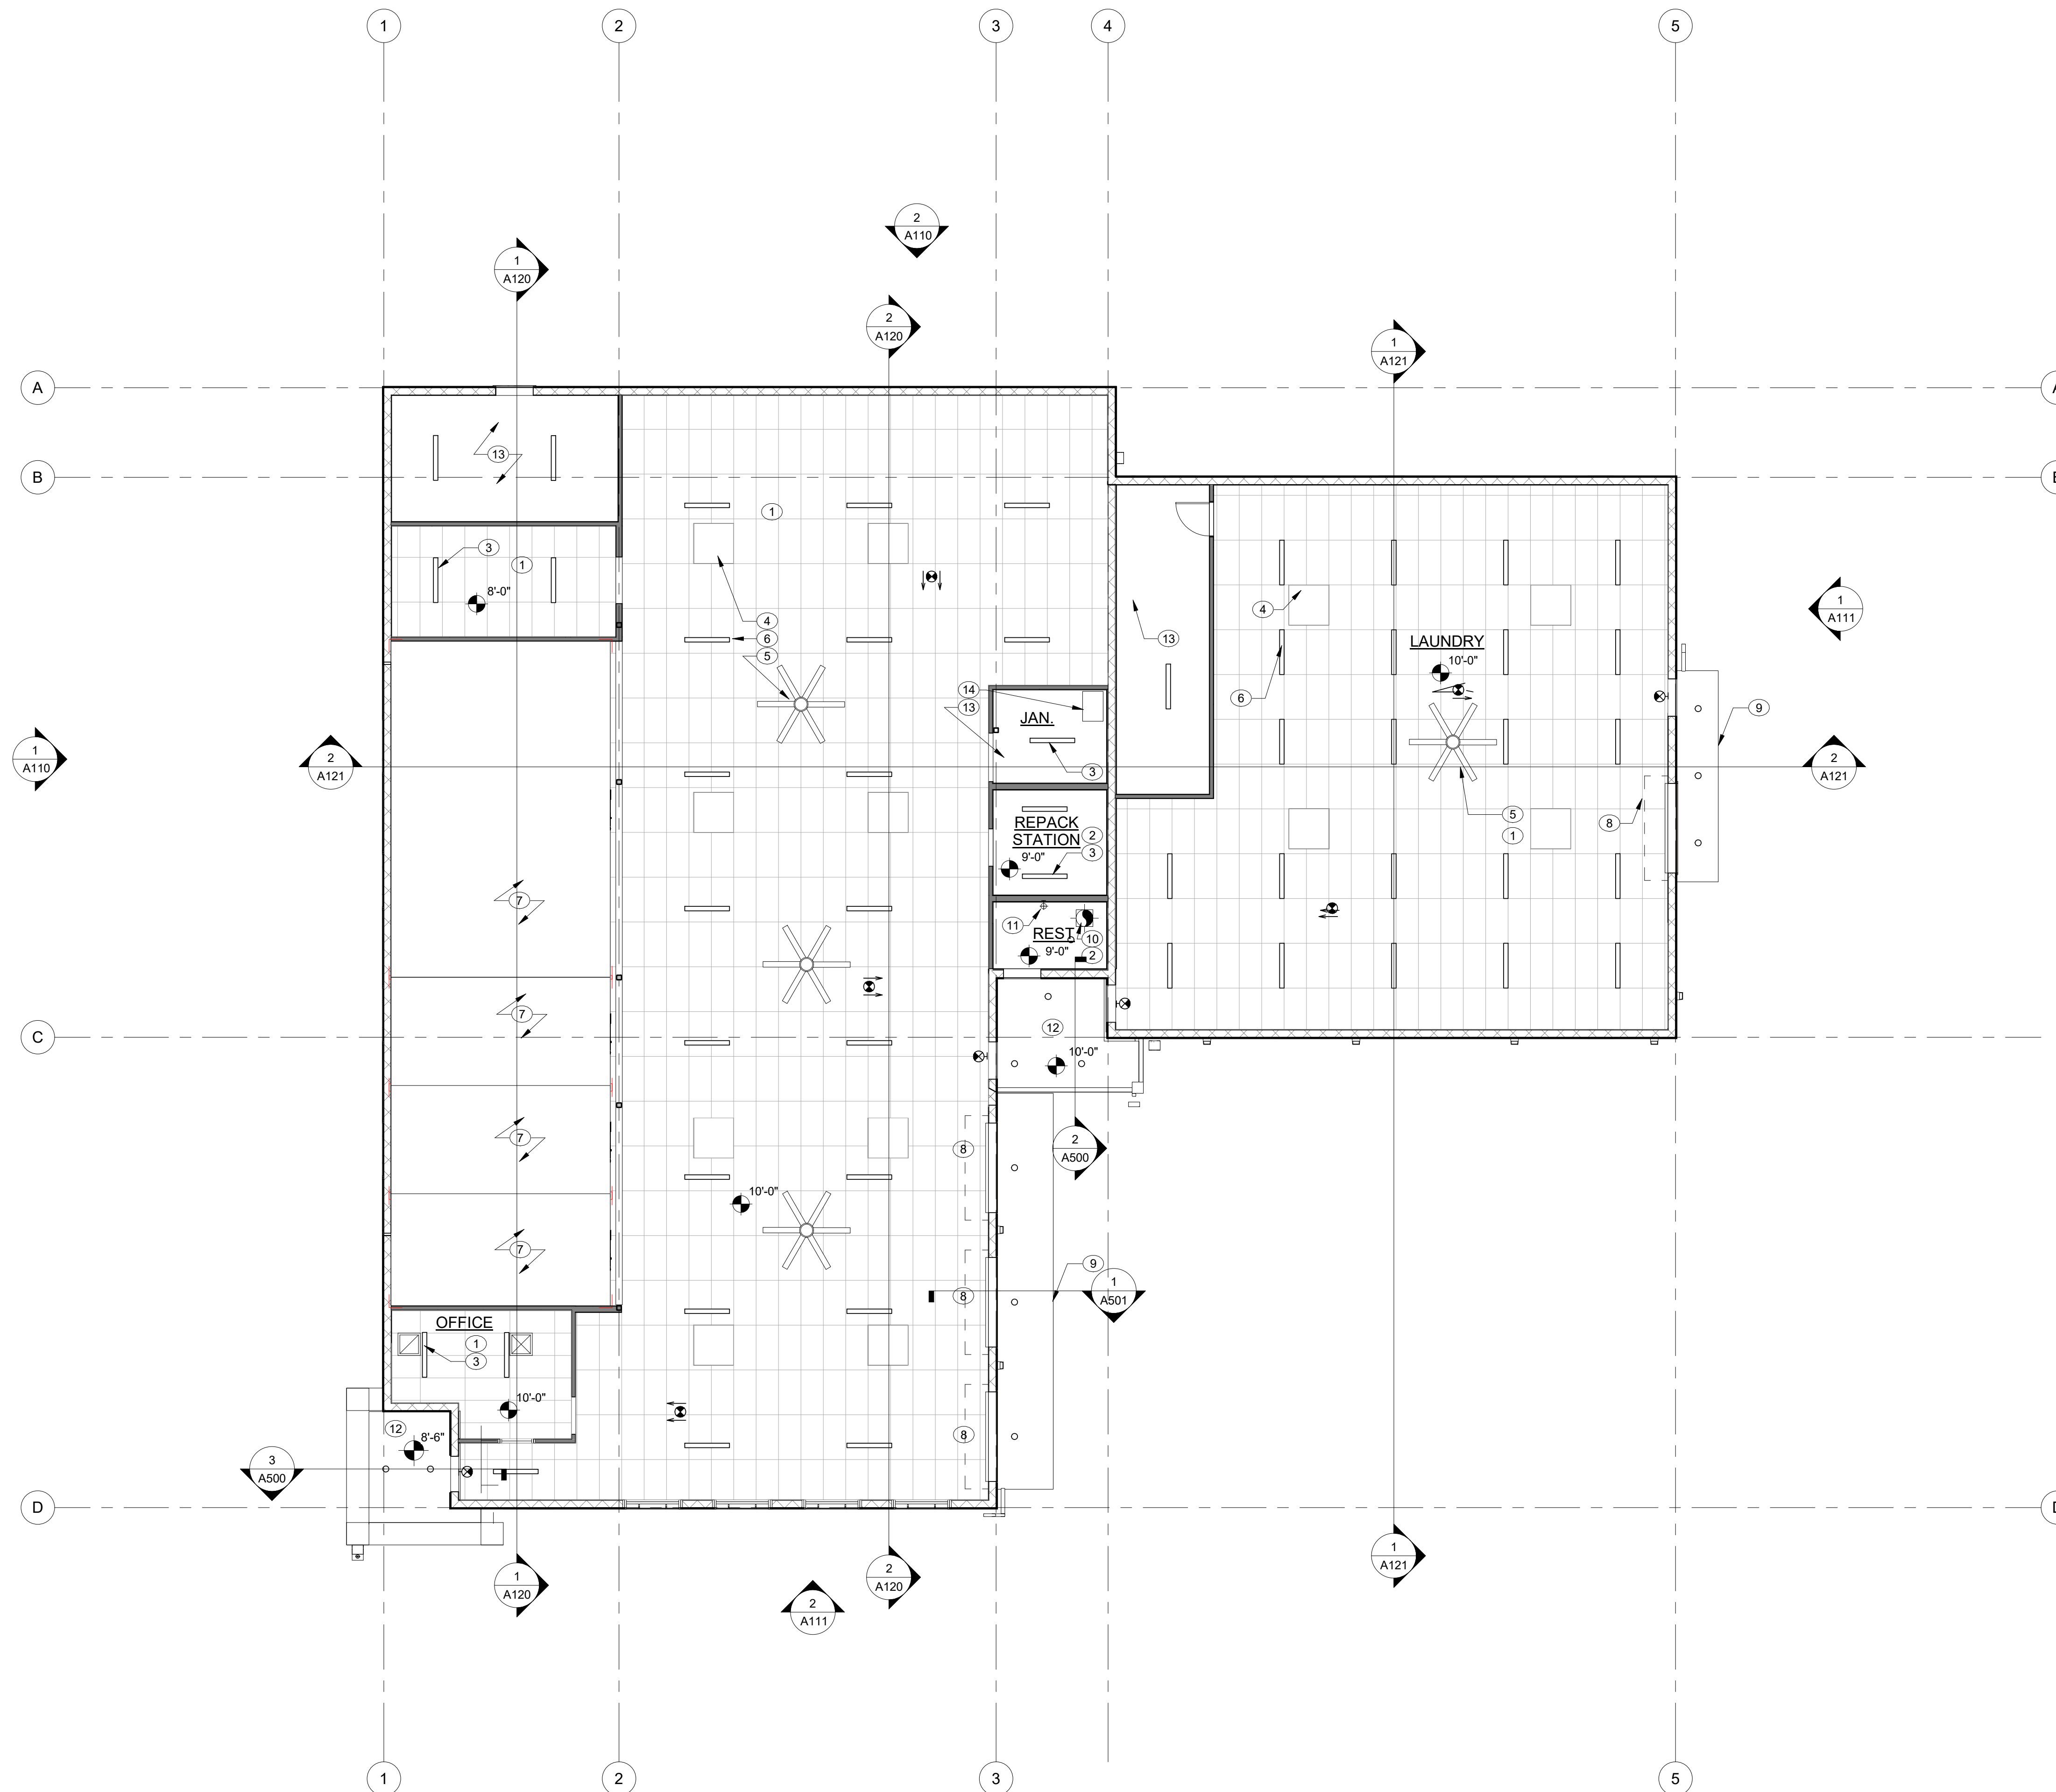 1
2
3
4
5
2
A110
1
A120
2
A120
1
A121
A
A
B
13
B
1
3
1
8'-0"
4
6
5
4
13
6
LAUNDRY
10'-0"
1
A111
14
13
JAN.
3
9
1
A110
2
A121
2
A121
5
1
8
REPACK
STATION
2
3
9'-0"
7
11
REST
10
9'-0"
2
7
12
C
10'-0"
7
8
2
A500
10'-0"
7
9
8
1
A501
OFFICE
1
3
10'-0"
8
12
8'-6"
3
A500
D
1
A120
2
A120
1
A121
2
A111
1
2
3
5